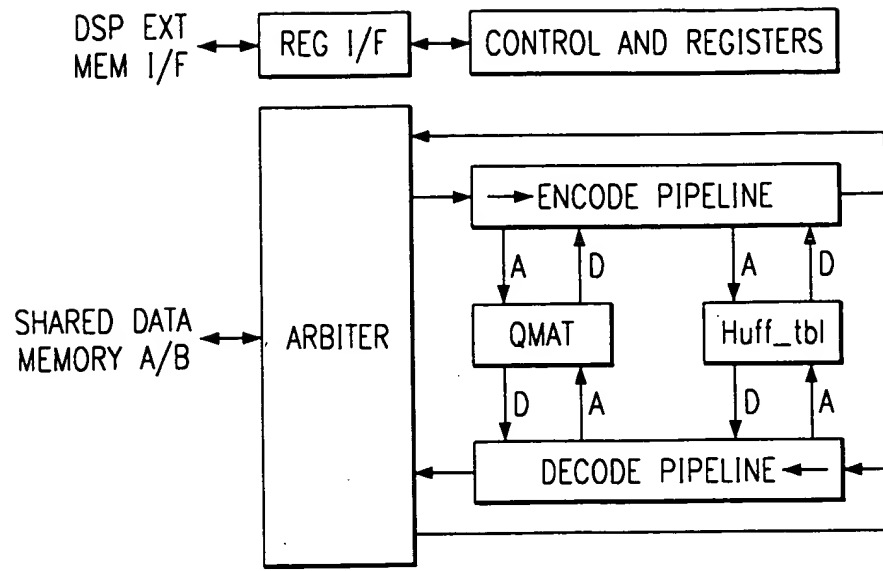 DSP EXT
MEM I/F
REG I/F
CONTROL AND REGISTERS
ENCODE PIPELINE
A
D
A
D
SHARED DATA
MEMORY A/B
ARBITER
QMAT
Huff_tbl
D
A
D
A
DECODE PIPELINE